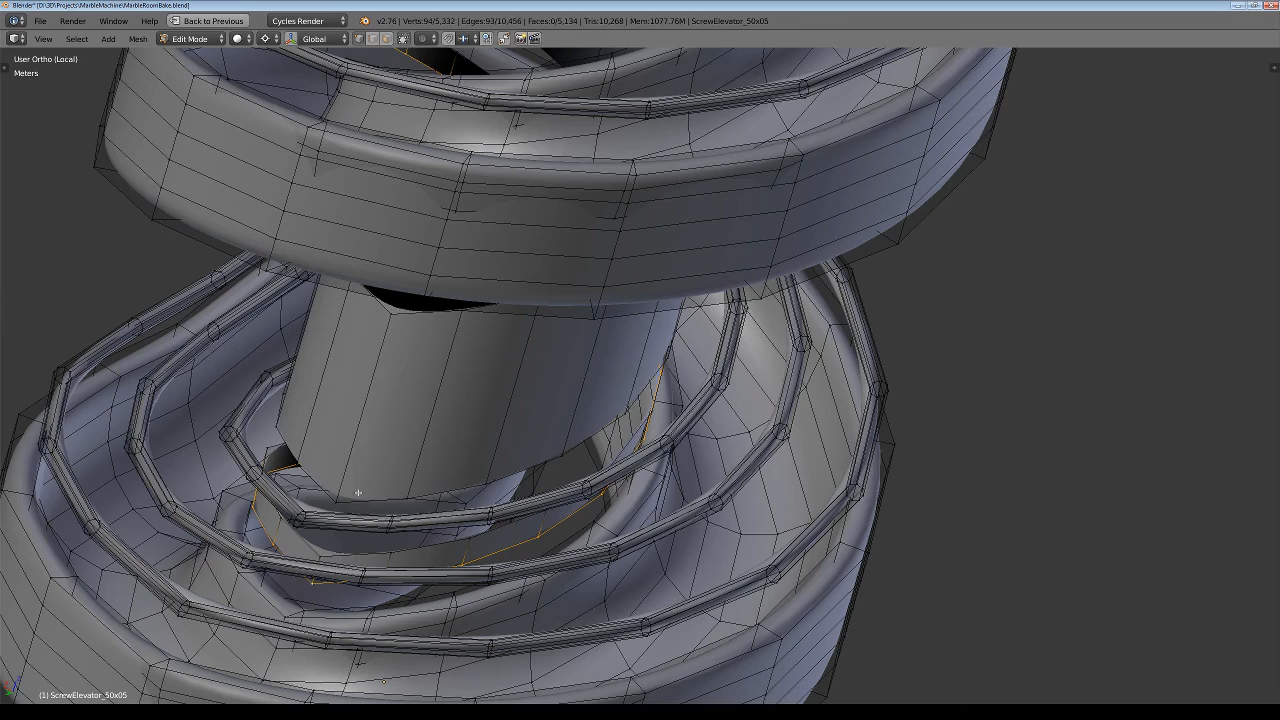 Blender* [D:\3D\Projects\MarbleMachine\MarbleRoomBake.blend]
File Render Window Help Back to Previous Cycles Render v2.76 | Verts:94/5,332 | Edges:93/10,456 | Faces:0/5,134 | Tris:10,268 | Mem:1077.76M | ScrewElevator_50x05
View Select Add Mesh Edit Mode Global
User Ortho (Local)
Meters
(1) ScrewElevator_50x05